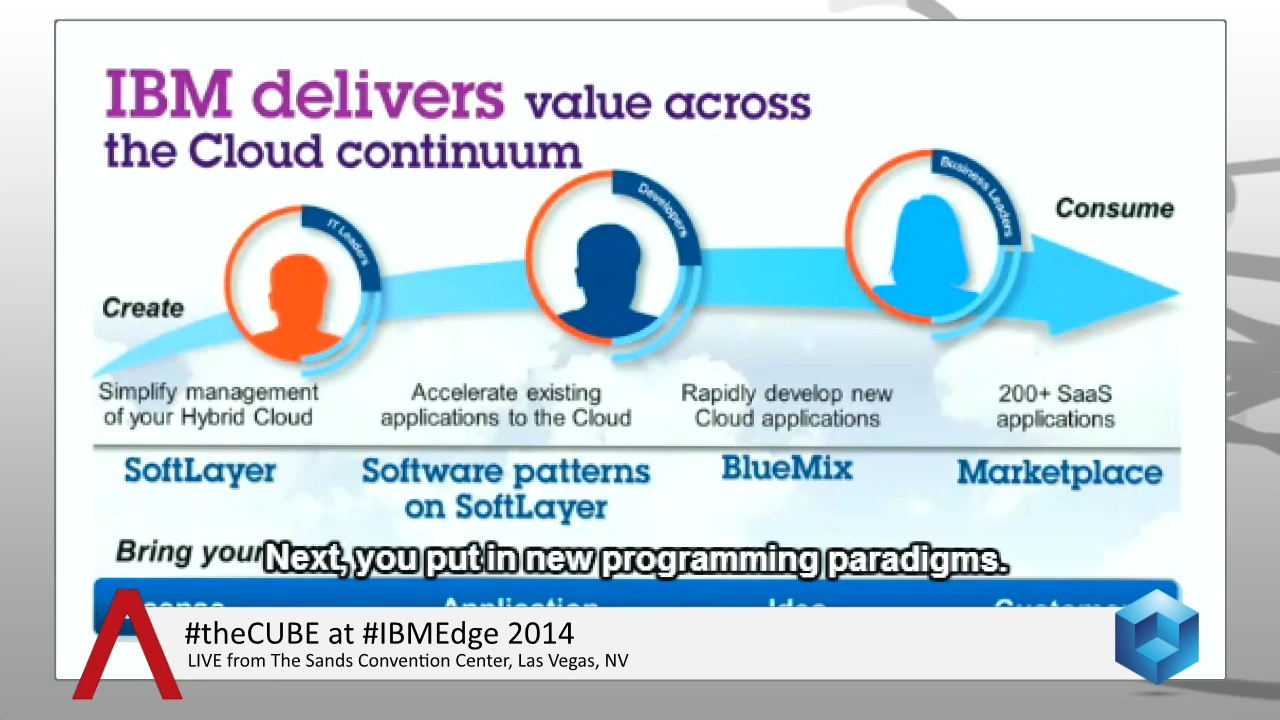 IBM delivers value across
the Cloud continuum
IT Leaders
Developers
Business Leaders
Consume
Create
Simplify management
of your Hybrid Cloud
Accelerate existing
applications to the Cloud
Rapidly develop new
Cloud applications
200+ SaaS
applications
SoftLayer
Software patterns
on SoftLayer
BlueMix
Marketplace
Bring your
Next, you put in new programming paradigms.
Application
Idea
#theCUBE at #IBMEdge 2014
LIVE from The Sands Convention Center, Las Vegas, NV